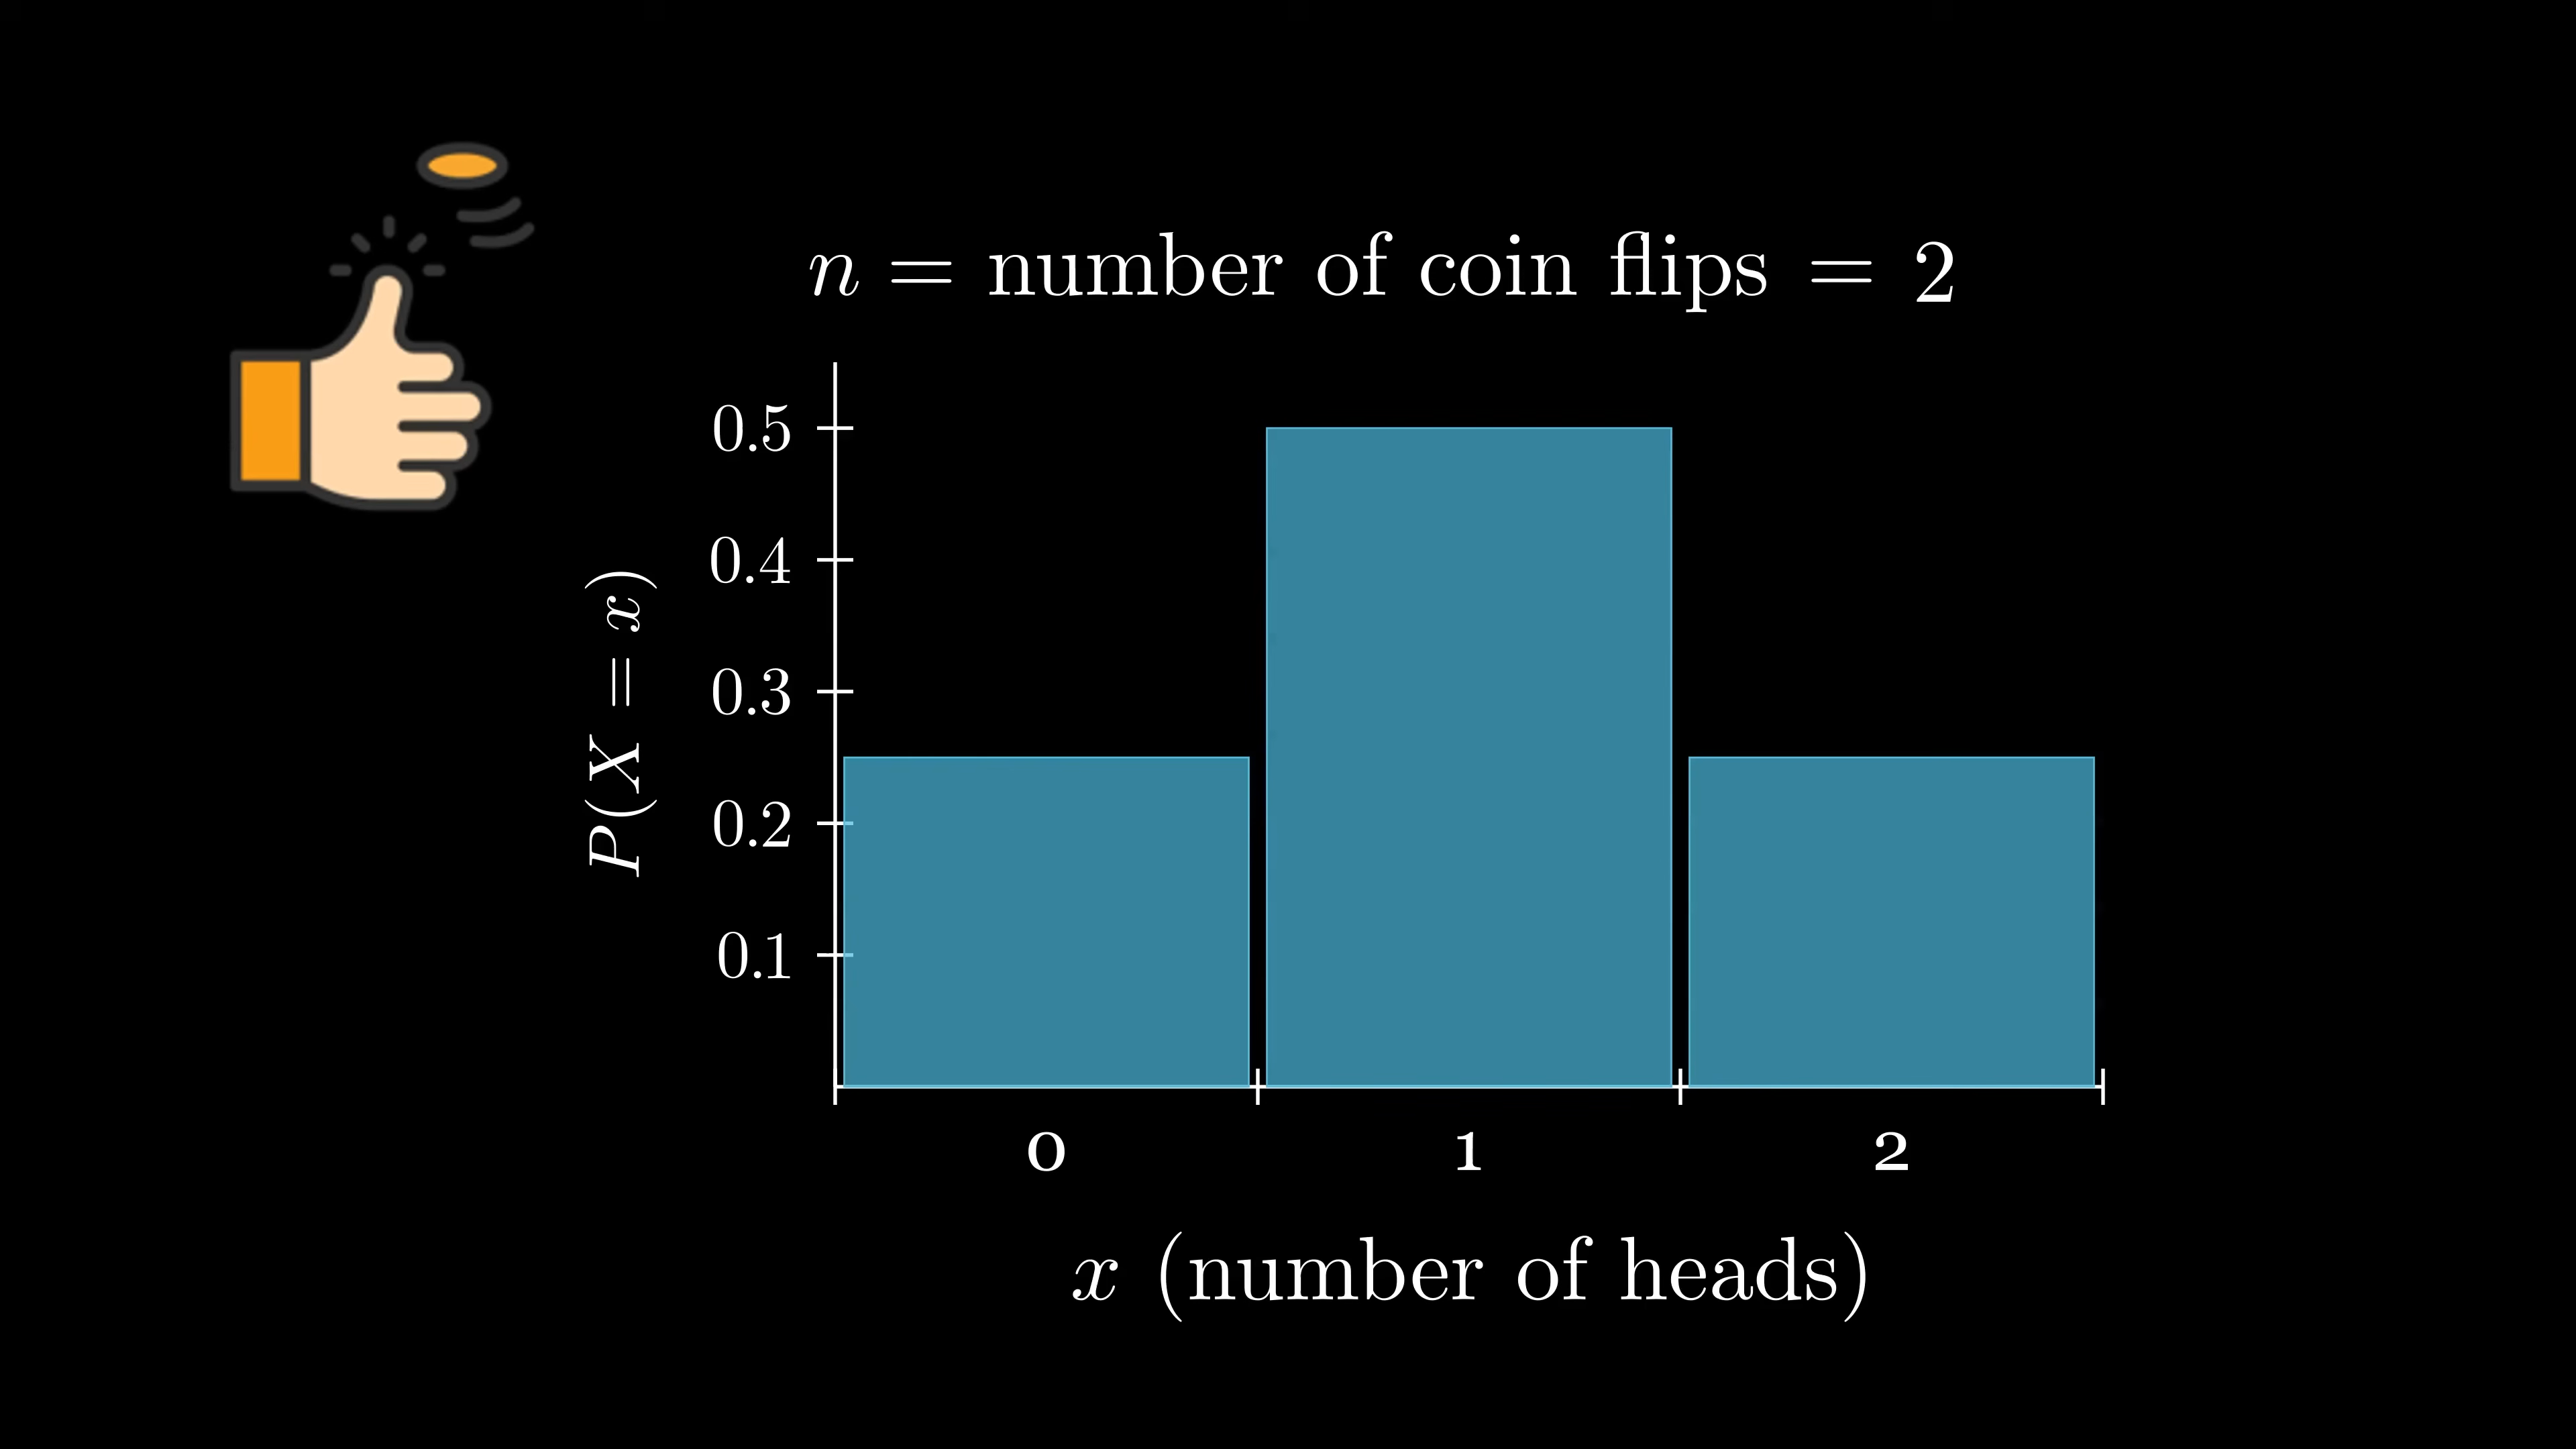 n = number of coin flips = 2
P(X = x)
0.5
0.4
0.3
0.2
0.1
0 1 2
x (number of heads)